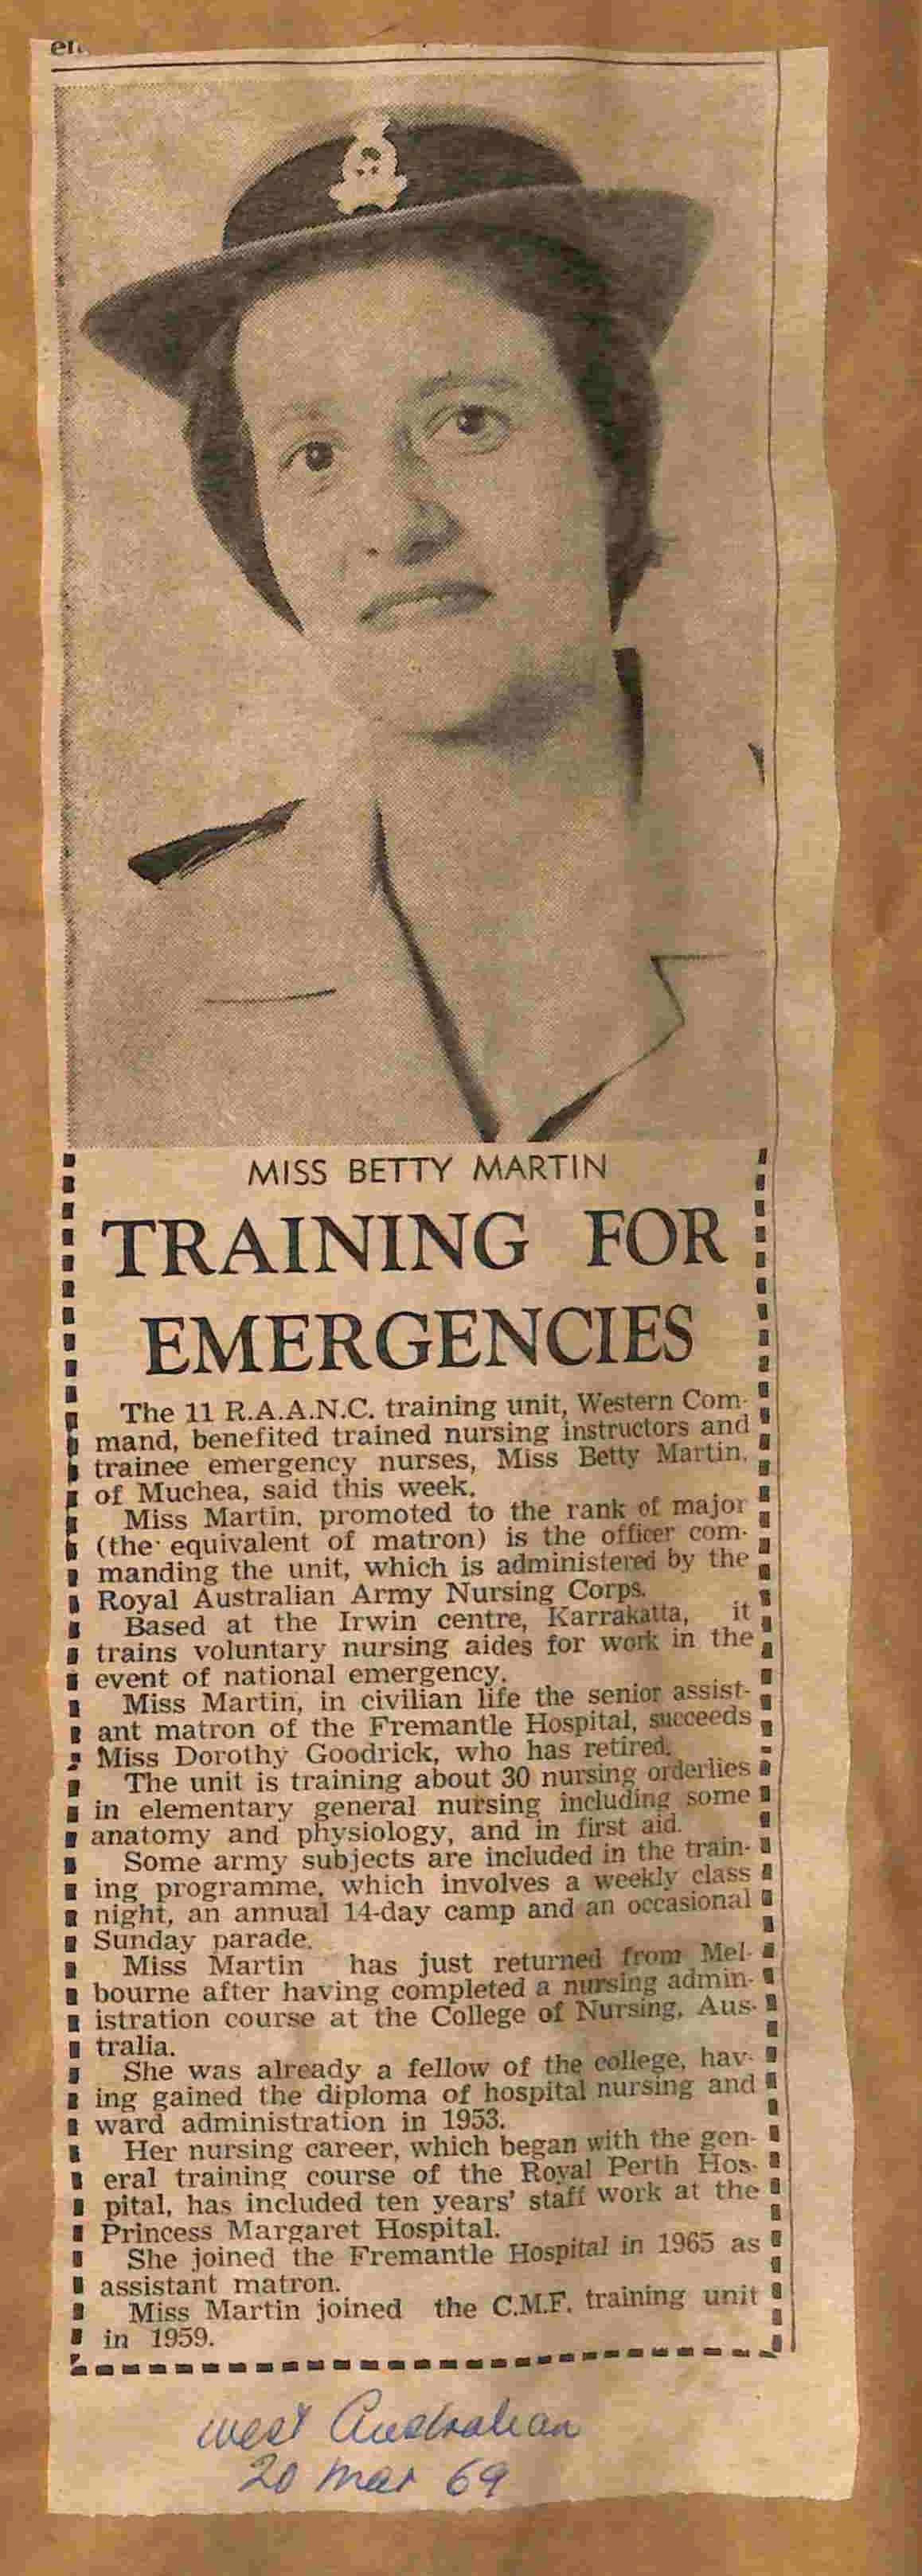 MISS BETTY MARTIN
TRAINING FOR
EMERGENCIES
The 11 R.A.A.N.C. training unit, Western Com-
mand, benefited trained nursing instructors and
trainee emergency nurses, Miss Betty Martin,
of Muchea, said this week.
Miss Martin, promoted to the rank of major
(the equivalent of matron) is the officer com-
manding the unit, which is administered by the
Royal Australian Army Nursing Corps.
Based at the Irwin centre, Karrakatta, it
trains voluntary nursing aides for work in the
event of national emergency.
Miss Martin, in civilian life the senior assist-
ant matron of the Fremantle Hospital, succeeds
Miss Dorothy Goodrick, who has retired.
The unit is training about 30 nursing orderlies
in elementary general nursing including some
anatomy and physiology, and in first aid.
Some army subjects are included in the train-
ing programme, which involves a weekly class
night, an annual 14-day camp and an occasional
Sunday parade.
Miss Martin has just returned from Mel-
bourne after having completed a nursing admin-
istration course at the College of Nursing, Aus-
tralia.
She was already a fellow of the college, hav-
ing gained the diploma of hospital nursing and
ward administration in 1953.
Her nursing career, which began with the gen-
eral training course of the Royal Perth Hos-
pital, has included ten years' staff work at the
Princess Margaret Hospital.
She joined the Fremantle Hospital in 1965 as
assistant matron.
Miss Martin joined the C.M.F. training unit
in 1959.
West Australian
20 Mar 69